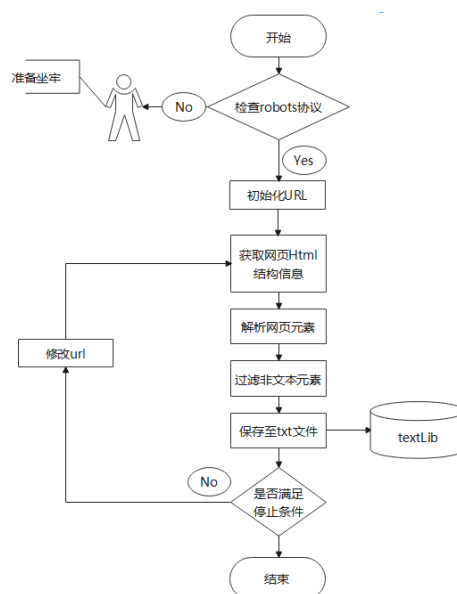 开始
准备坐牢
No
检查robots协议
Yes
初始化URL
获取网页Html
结构信息
解析网页元素
修改url
过滤非文本元素
保存至txt文件
textLib
No
是否满足
停止条件
结束